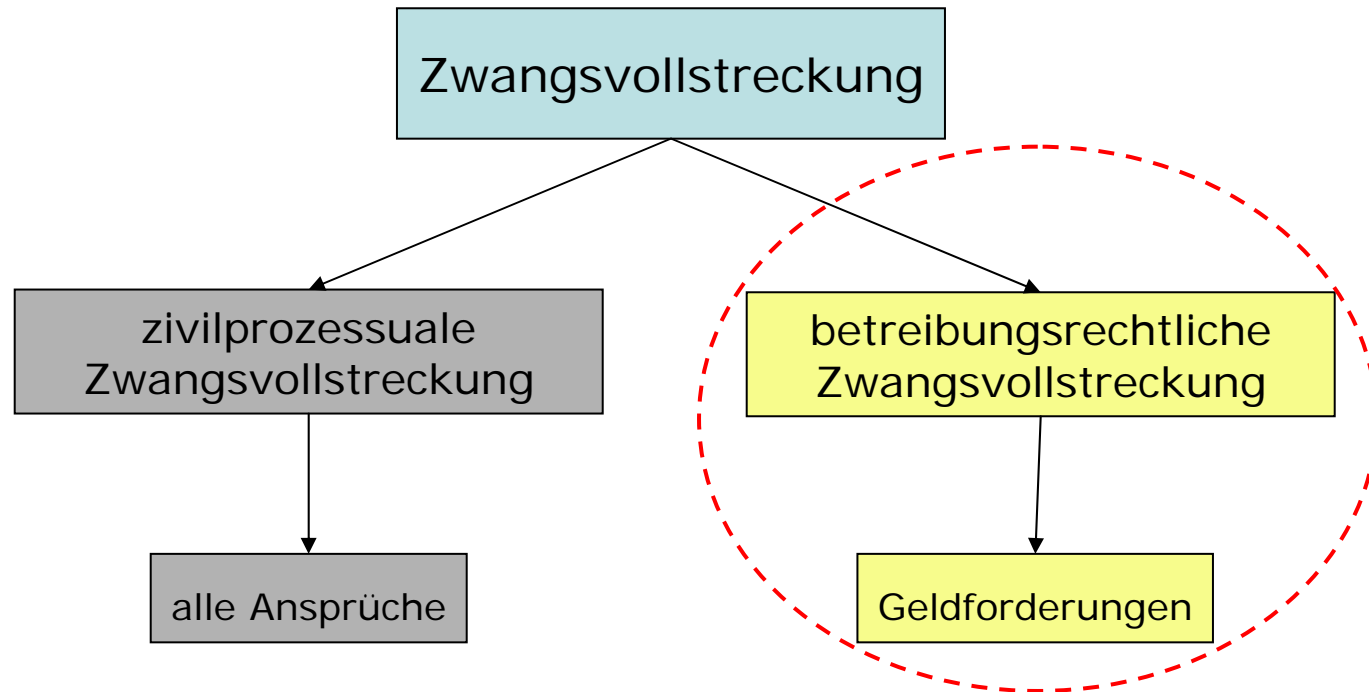 Zwangsvollstreckung
zivilprozessuale
Zwangsvollstreckung
betreibungsrechtliche
Zwangsvollstreckung
alle Ansprüche
Geldforderungen